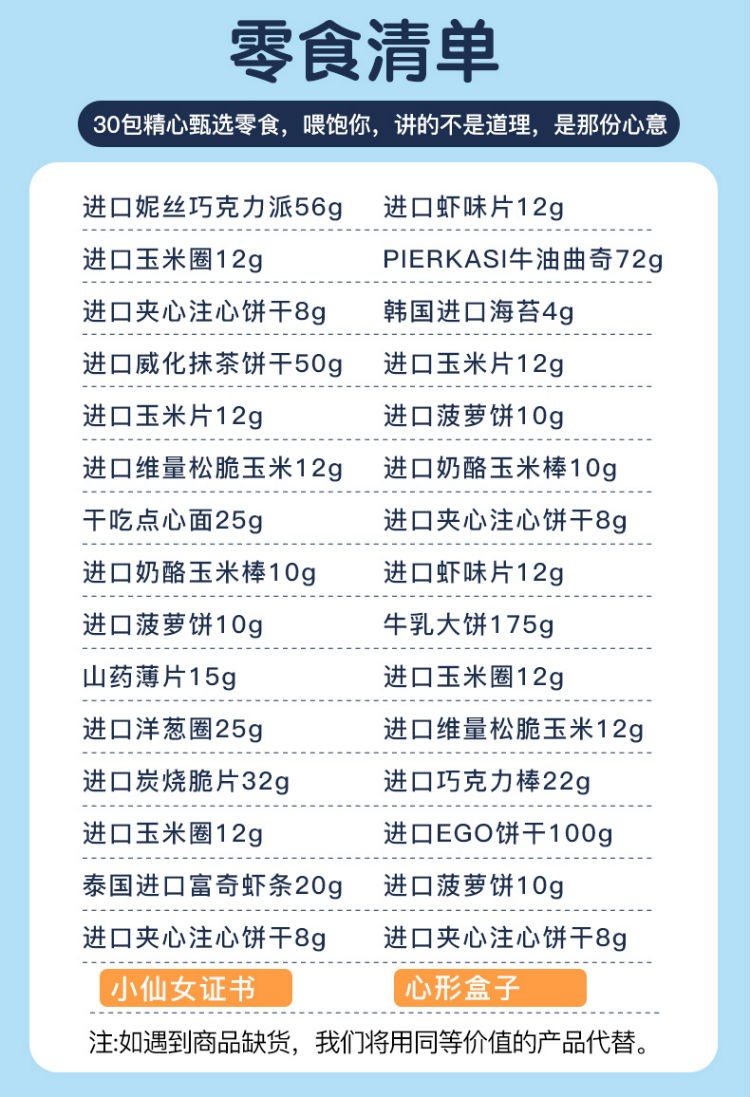 零食清单
30包精心甄选零食，喂饱你，讲的不是道理，是那份心意
进口妮丝巧克力派56g 进口虾味片12g
进口玉米圈12g PIERKASI牛油曲奇72g
进口夹心注心饼干8g 韩国进口海苔4g
进口威化抹茶饼干50g 进口玉米片12g
进口玉米片12g 进口菠萝饼10g
进口维量松脆玉米12g 进口奶酪玉米棒10g
干吃点心面25g 进口夹心注心饼干8g
进口奶酪玉米棒10g 进口虾味片12g
进口菠萝饼10g 牛乳大饼175g
山药薄片15g 进口玉米圈12g
进口洋葱圈25g 进口维量松脆玉米12g
进口炭烧脆片32g 进口巧克力棒22g
进口玉米圈12g 进口EGO饼干100g
泰国进口富奇虾条20g 进口菠萝饼10g
进口夹心注心饼干8g 进口夹心注心饼干8g
小仙女证书 心形盒子
注:如遇到商品缺货，我们将用同等价值的产品代替。